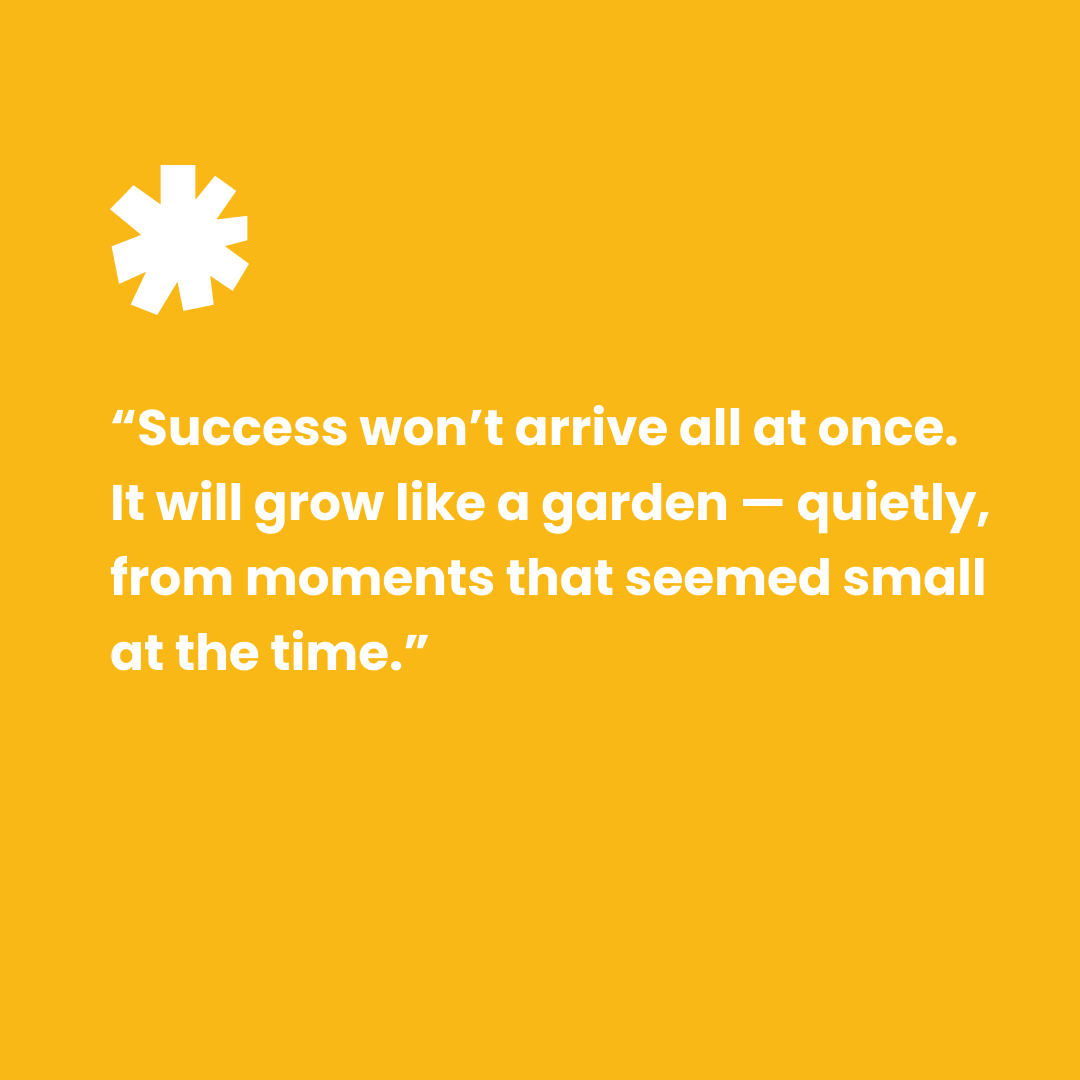 “Success won’t arrive all at once.
It will grow like a garden — quietly,
from moments that seemed small
at the time.”